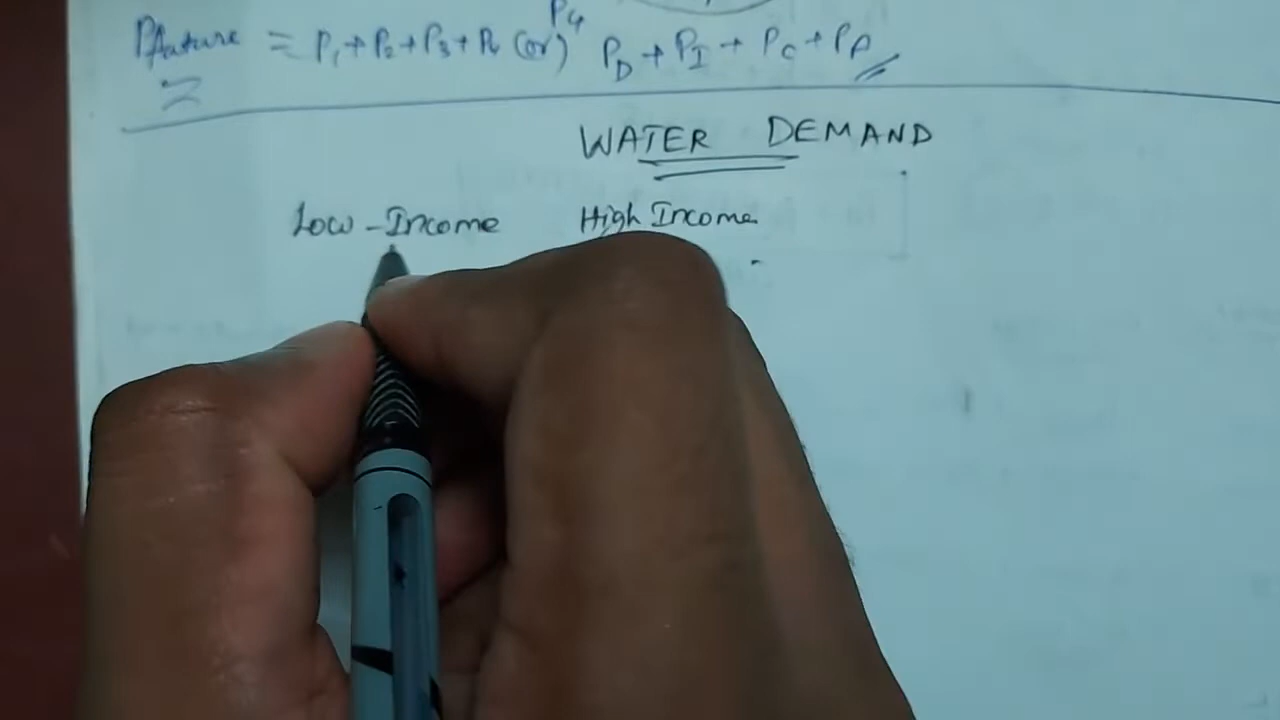 P4
PFuture = P1 + P2 + P3 + P4 (or) PD + PI + PC + PP
WATER DEMAND
Low - Income High Income